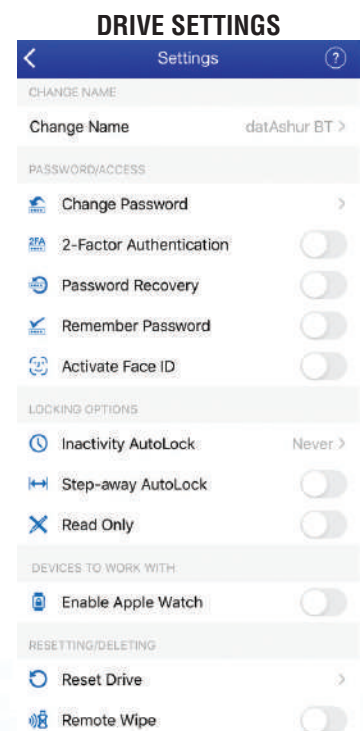 DRIVE SETTINGS
Settings ?
CHANGE NAME
Change Name datAshur BT >
PASSWORD/ACCESS
Change Password >
2FA 2-Factor Authentication
Password Recovery
Remember Password
Activate Face ID
LOCKING OPTIONS
Inactivity AutoLock Never >
Step-away AutoLock
Read Only
DEVICES TO WORK WITH
Enable Apple Watch
RESETTING/DELETING
Reset Drive >
Remote Wipe